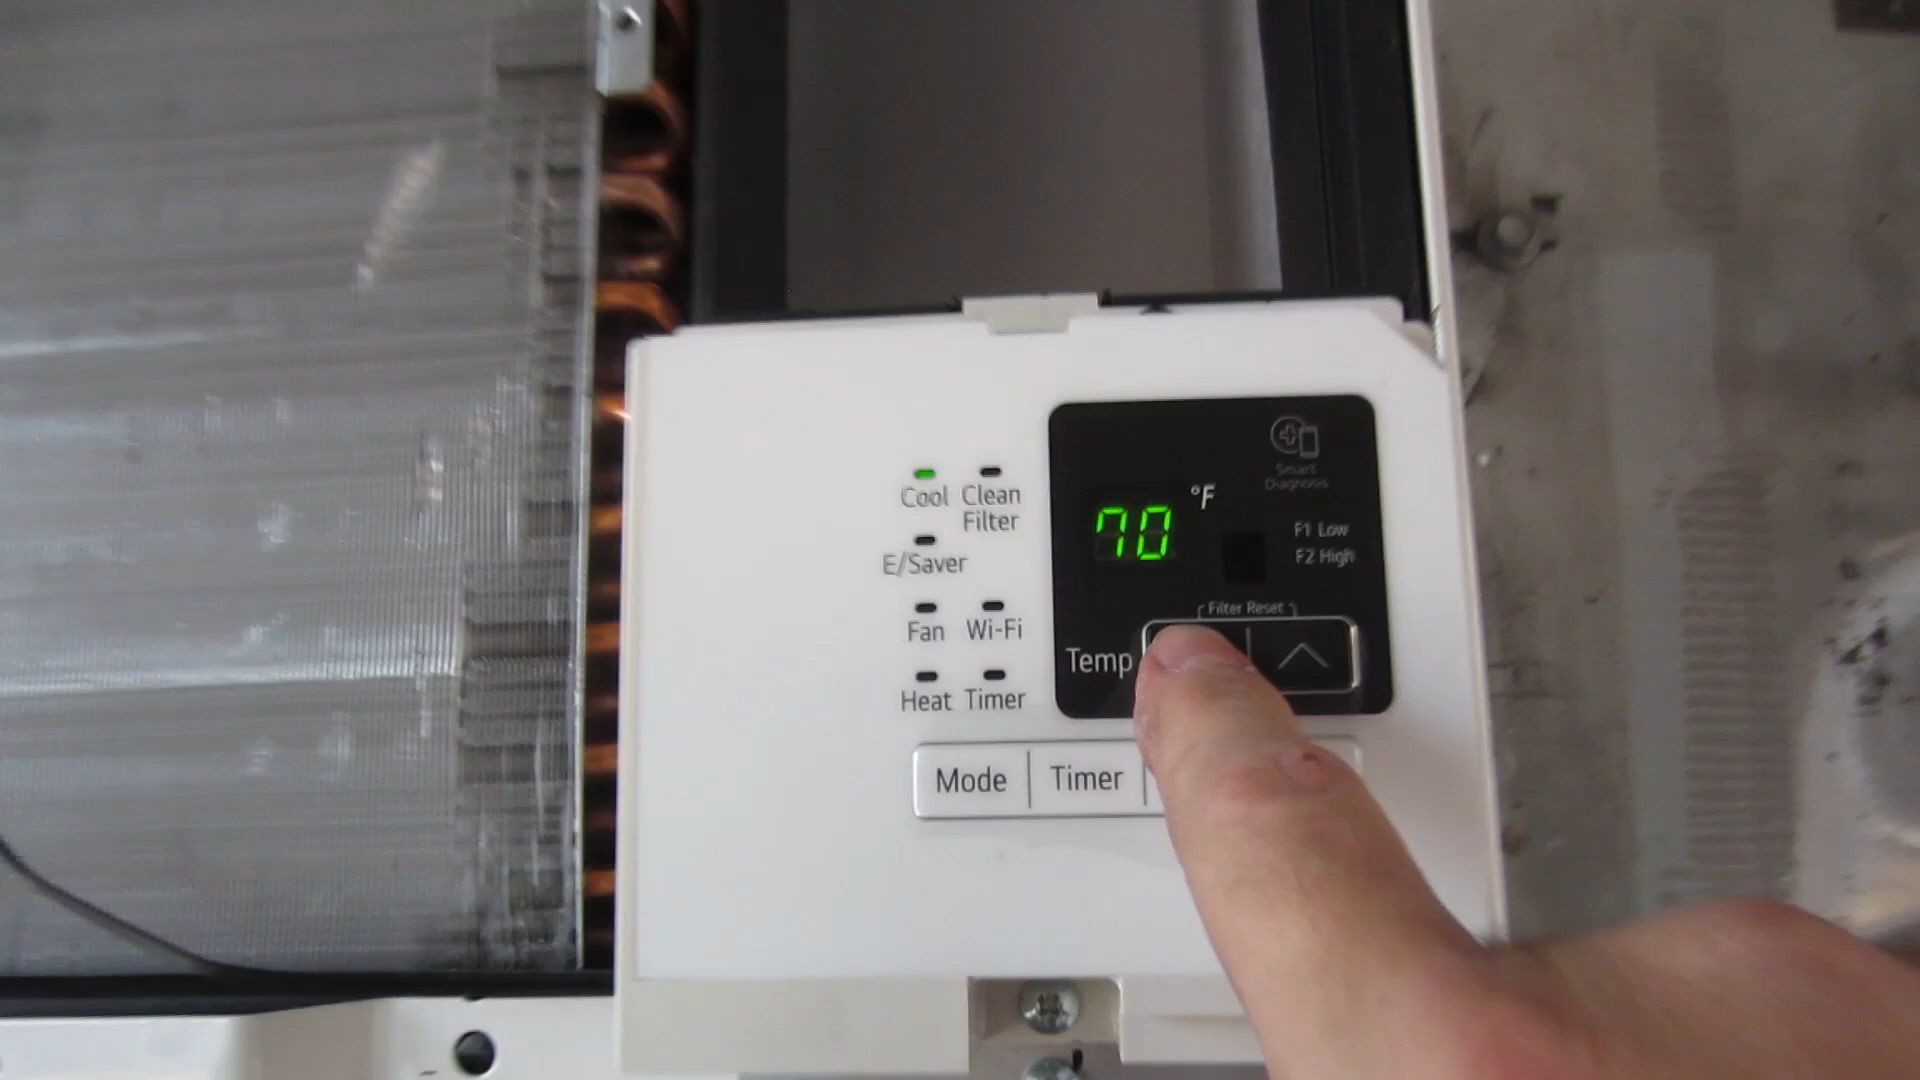 Smart
Diagnosis
Cool
Clean
Filter
°F
70
F1 Low
F2 High
E/Saver
Filter Reset
Fan
Wi-Fi
Temp
Heat
Timer
Mode
Timer